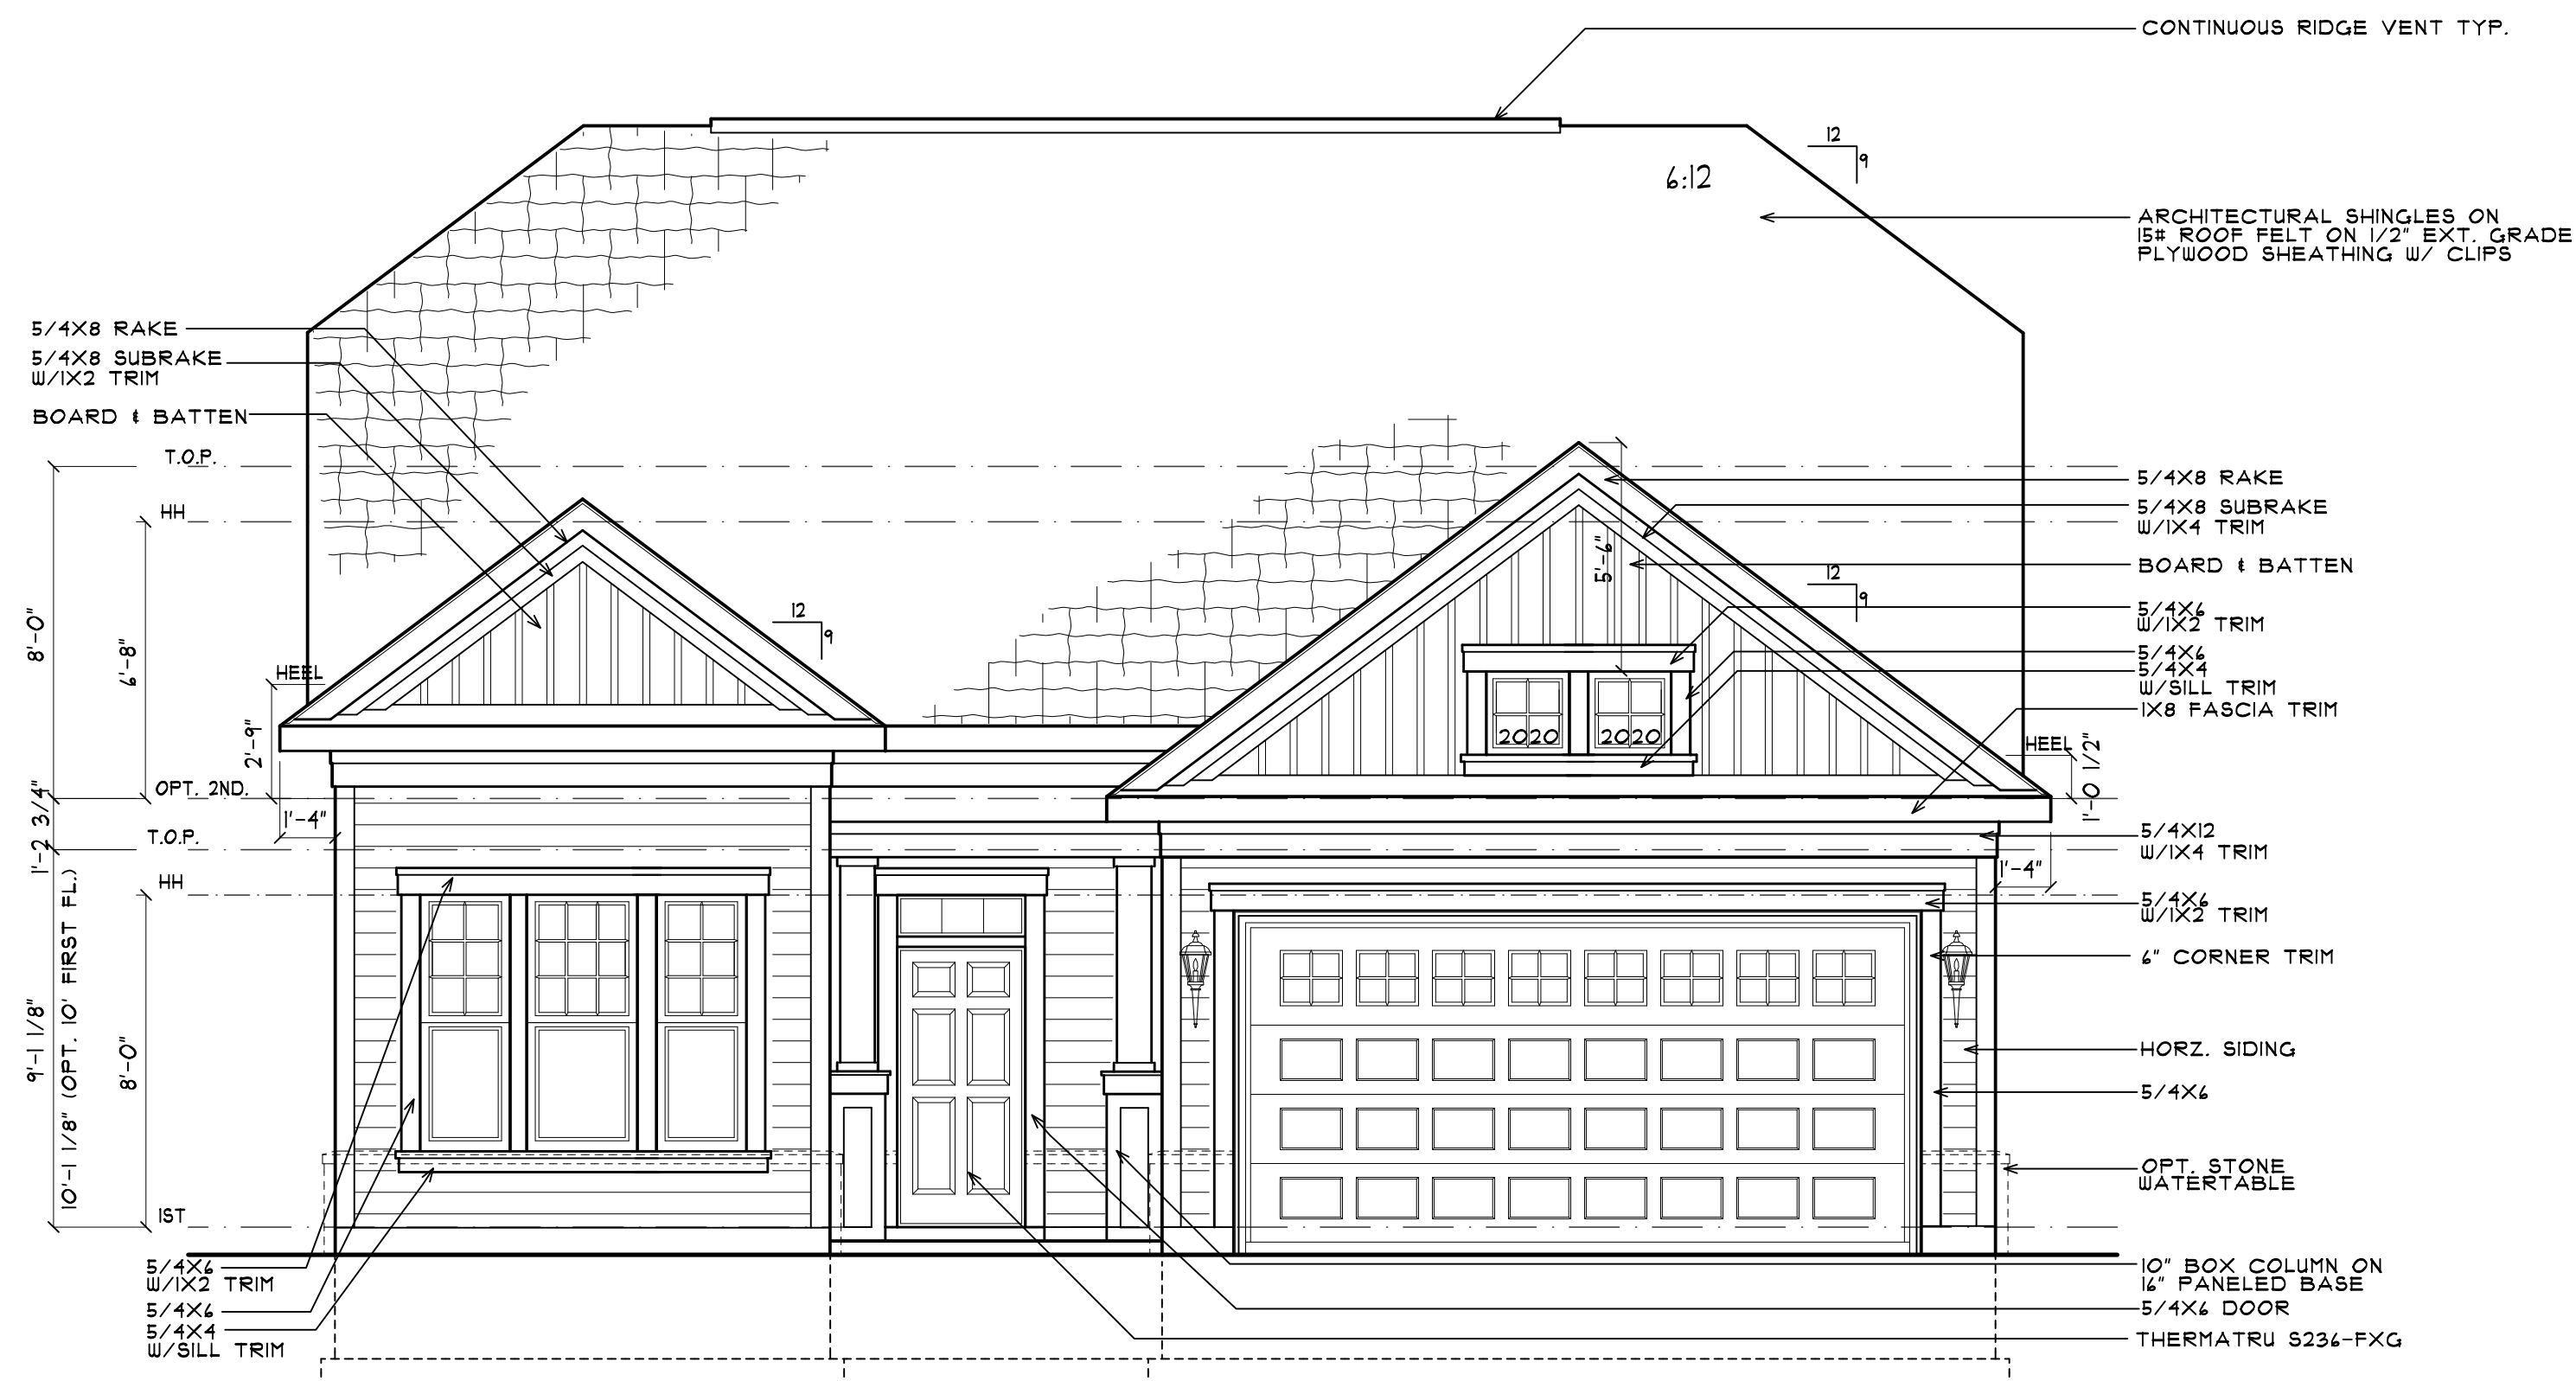 CONTINUOUS RIDGE VENT TYP.
12
9
6:12
ARCHITECTURAL SHINGLES ON
15# ROOF FELT ON 1/2" EXT. GRADE
PLYWOOD SHEATHING W/ CLIPS
5/4X8 RAKE
5/4X8 SUBRAKE
W/1X2 TRIM
BOARD & BATTEN
T.O.P.
HH
8'-0"
6'-8"
HEEL
2'-9"
OPT. 2ND.
1'-2 3/4"
1'-4"
T.O.P.
HH
9'-1 1/8"
10'-1 1/8" (OPT. 10' FIRST FL.)
8'-0"
1ST
5/4X6
W/1X2 TRIM
5/4X6
5/4X4
W/SILL TRIM
12
9
5'-6"
2020
2020
12
9
5/4X8 RAKE
5/4X8 SUBRAKE
W/1X4 TRIM
BOARD & BATTEN
5/4X6
W/1X2 TRIM
5/4X6
5/4X4
W/SILL TRIM
1X8 FASCIA TRIM
HEEL
1'-0 1/2"
5/4X12
W/1X4 TRIM
1'-4"
5/4X6
W/1X2 TRIM
6" CORNER TRIM
HORZ. SIDING
5/4X6
OPT. STONE
WATERTABLE
10" BOX COLUMN ON
16" PANELED BASE
5/4X6 DOOR
THERMATRU S236-FXG